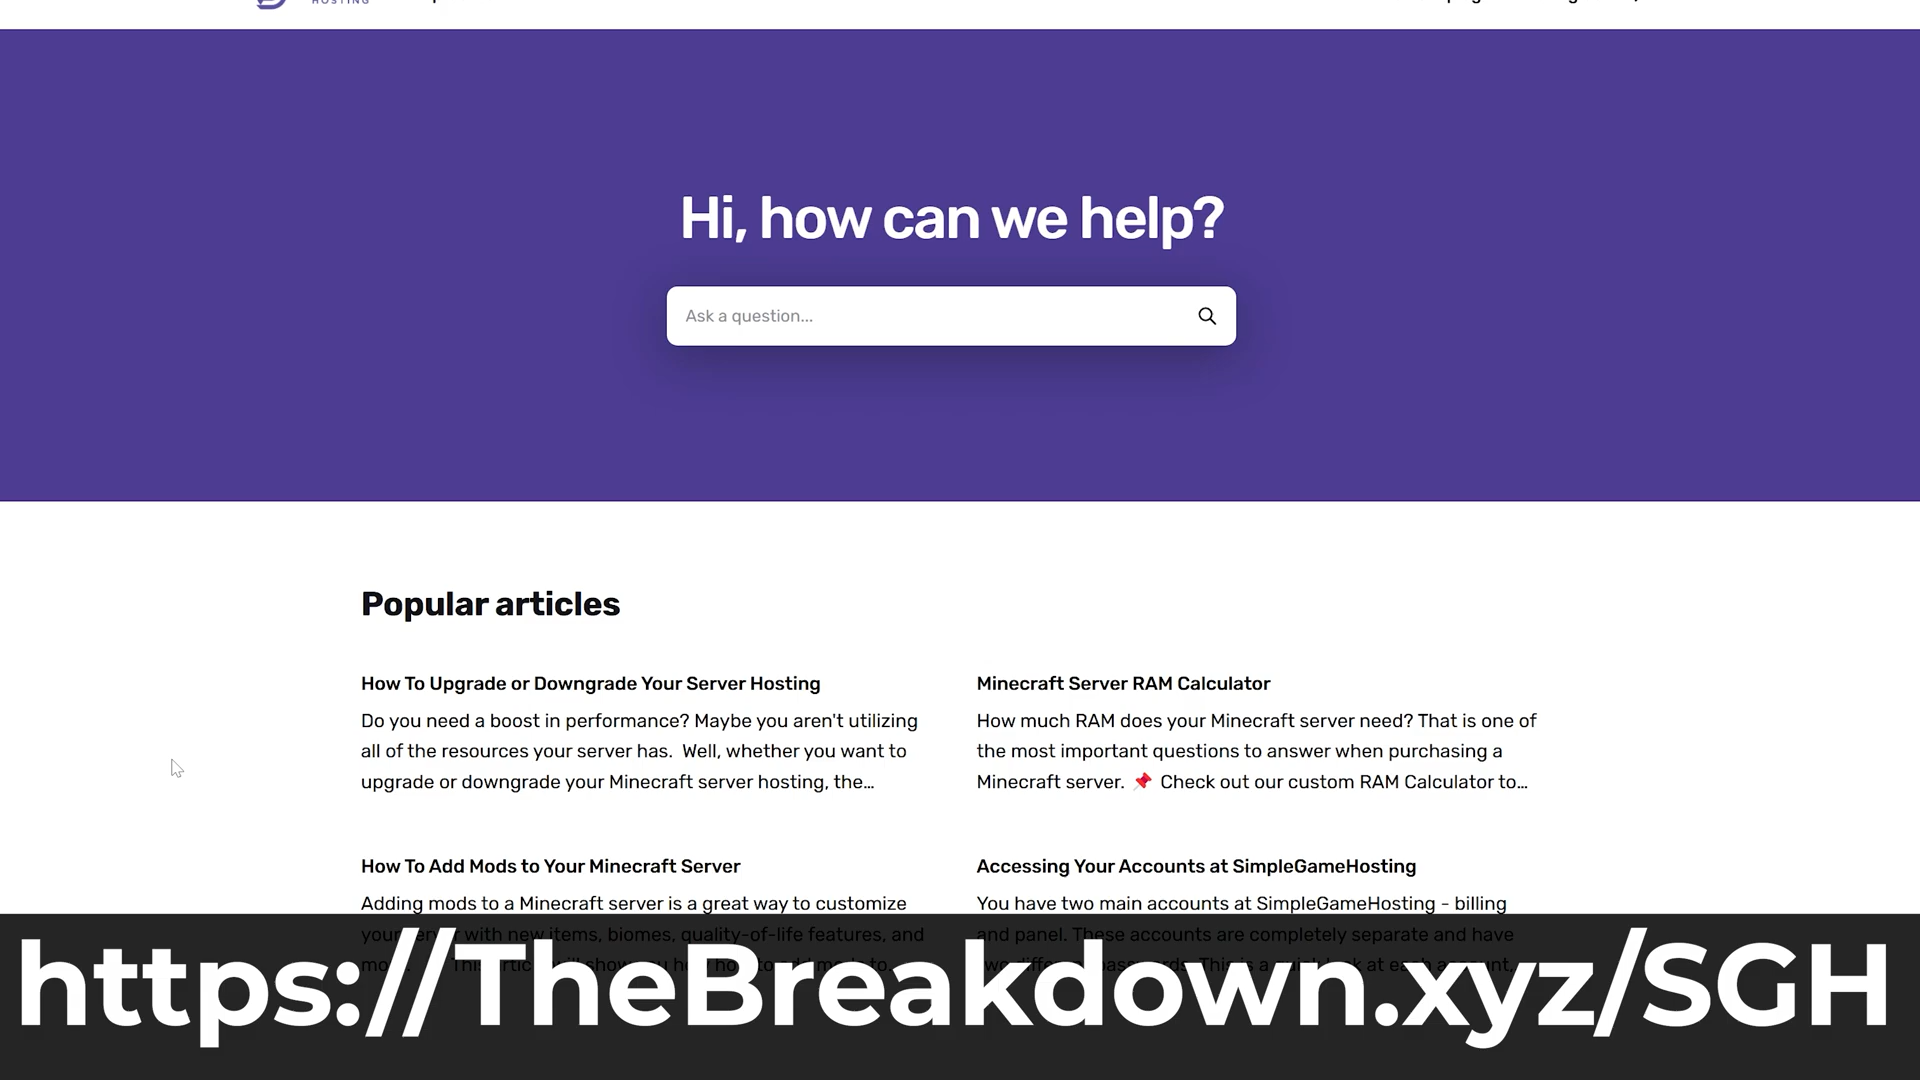 HOSTING
Hi, how can we help?
Ask a question...
Popular articles
How To Upgrade or Downgrade Your Server Hosting
Do you need a boost in performance? Maybe you aren't utilizing
all of the resources your server has. Well, whether you want to
upgrade or downgrade your Minecraft server hosting, the...
Minecraft Server RAM Calculator
How much RAM does your Minecraft server need? That is one of
the most important questions to answer when purchasing a
Minecraft server. 📌 Check out our custom RAM Calculator to...
How To Add Mods to Your Minecraft Server
Adding mods to a Minecraft server is a great way to customize
your server with new items, biomes, quality-of-life features, and
Accessing Your Accounts at SimpleGameHosting
You have two main accounts at SimpleGameHosting - billing
and panel. These accounts are completely separate and have
https://TheBreakdown.xyz/SGH